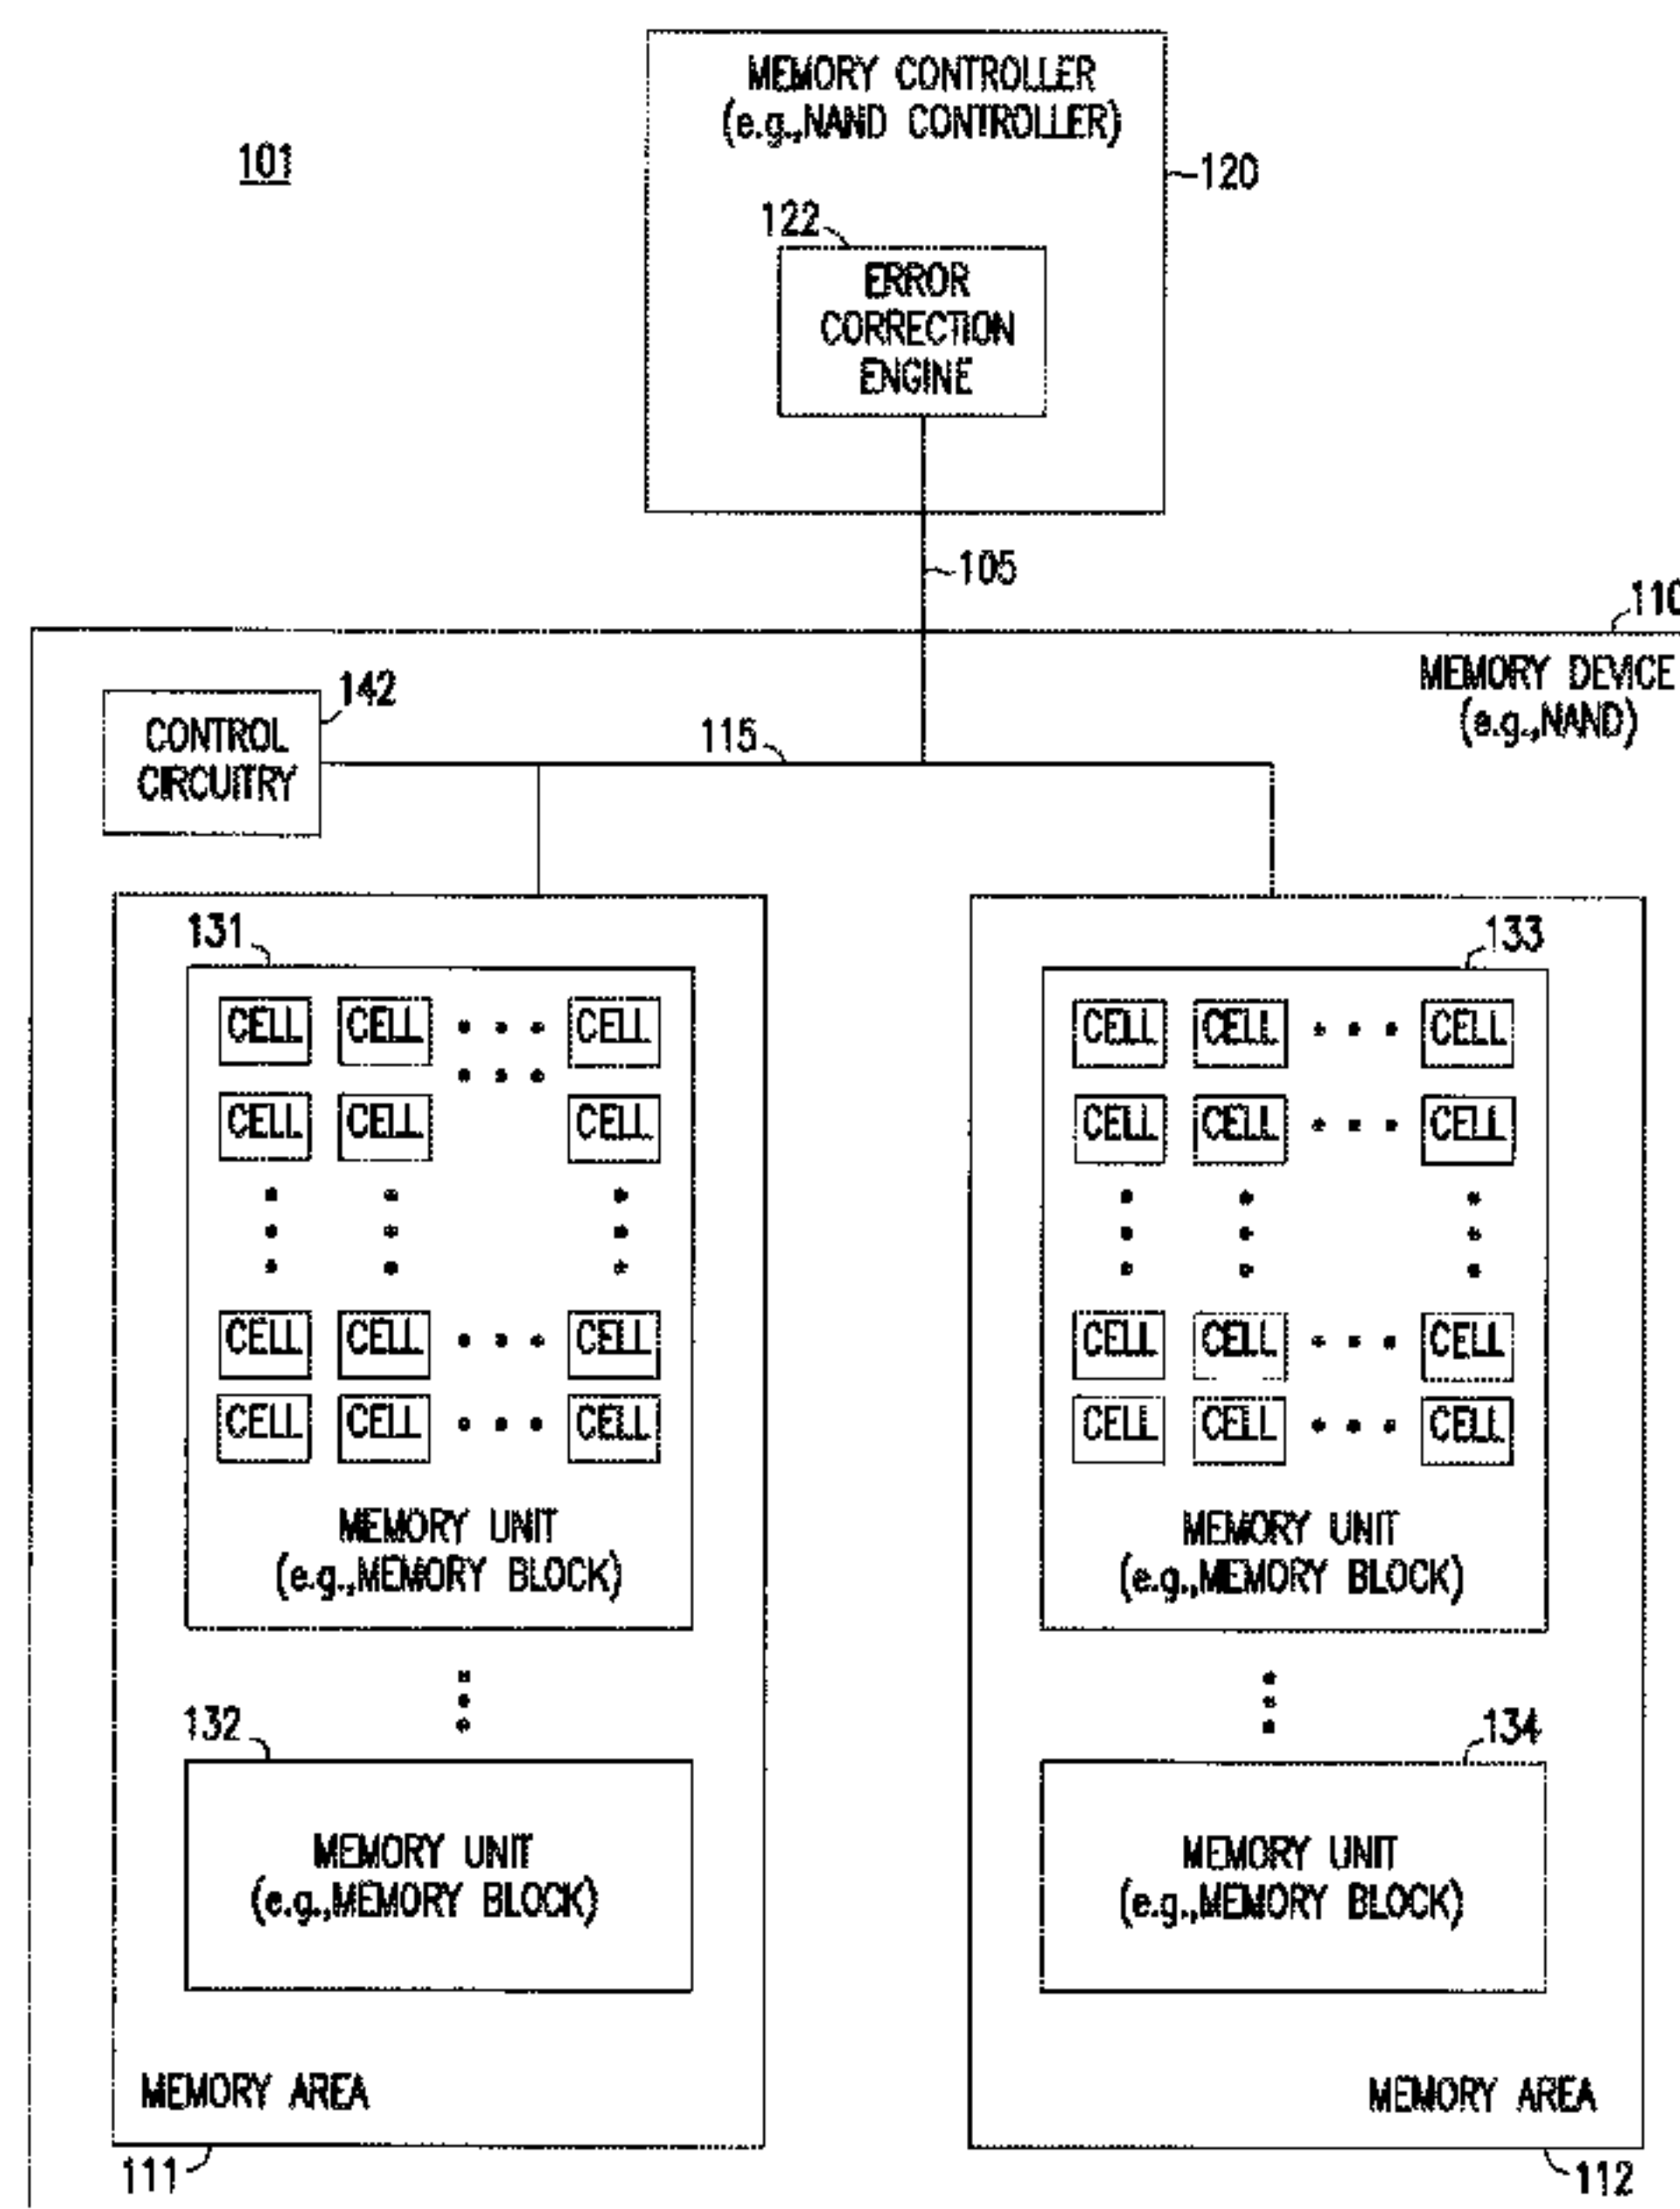 MEMORY CONTROLLER
(e.g.,NAND CONTROLLER)
101
120
122
ERROR
CORRECTION
ENGINE
105
110
MEMORY DEVICE
(e.g.,NAND)
142
CONTROL
CIRCUITRY
115
131
CELL CELL CELL
CELL CELL CELL
CELL CELL CELL
CELL CELL CELL
MEMORY UNIT
(e.g.,MEMORY BLOCK)
132
MEMORY UNIT
(e.g.,MEMORY BLOCK)
MEMORY AREA
111
133
CELL CELL CELL
CELL CELL CELL
CELL CELL CELL
CELL CELL CELL
MEMORY UNIT
(e.g.,MEMORY BLOCK)
134
MEMORY UNIT
(e.g.,MEMORY BLOCK)
MEMORY AREA
112